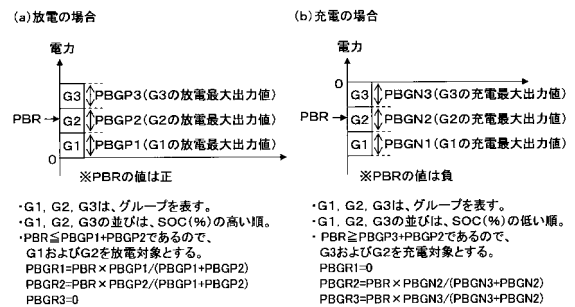 (a)放電の場合
電力
G3
PBGP3(G3の放電最大出力値)
PBR
G2
PBGP2(G2の放電最大出力値)
G1
PBGP1(G1の放電最大出力値)
0
※PBRの値は正
・G1, G2, G3は、グループを表す。
・G1, G2, G3の並びは、SOC(%)の高い順。
・PBR≦PBGP1+PBGP2であるので、
G1およびG2を放電対象とする。
PBGR1=PBR×PBGP1/(PBGP1+PBGP2)
PBGR2=PBR×PBGP2/(PBGP1+PBGP2)
PBGR3=0
(b)充電の場合
電力
0
G3
PBGN3(G3の充電最大出力値)
PBR
G2
PBGN2(G2の充電最大出力値)
G1
PBGN1(G1の充電最大出力値)
※PBRの値は負
・G1, G2, G3は、グループを表す。
・G1, G2, G3の並びは、SOC(%)の低い順。
・PBR≧PBGP3+PBGP2であるので、
G3およびG2を充電対象とする。
PBGR1=0
PBGR2=PBR×PBGN2/(PBGN3+PBGN2)
PBGR3=PBR×PBGN3/(PBGN3+PBGN2)